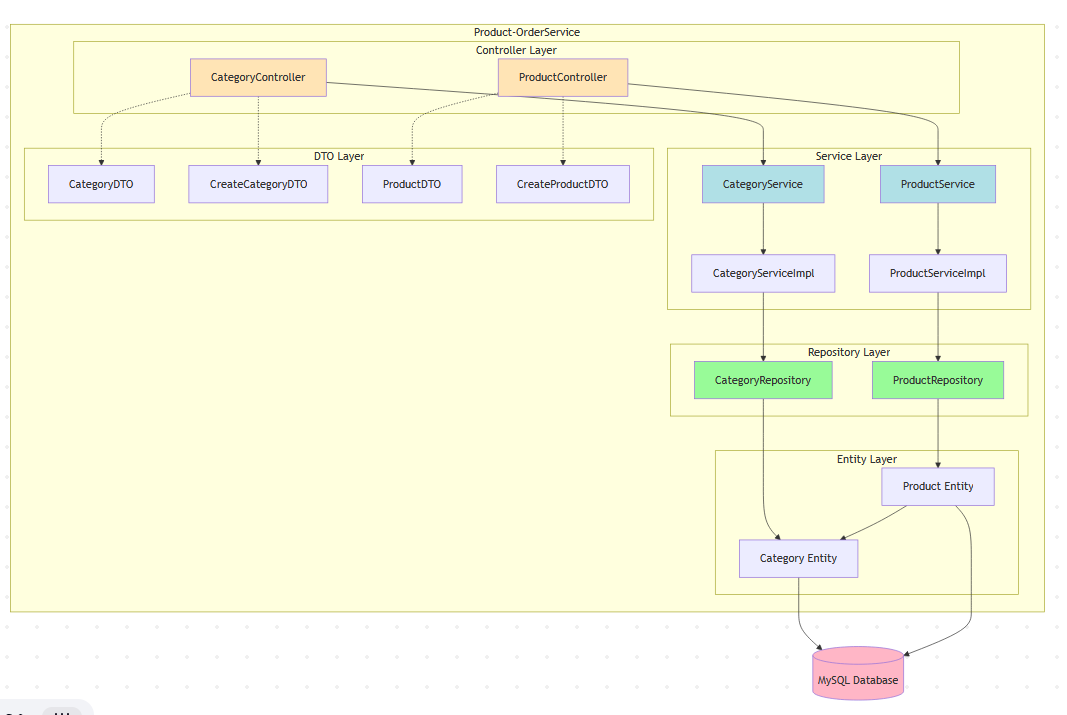 Product-OrderService
Controller Layer
CategoryController
ProductController
DTO Layer
CategoryDTO
CreateCategoryDTO
ProductDTO
CreateProductDTO
Service Layer
CategoryService
ProductService
CategoryServiceImpl
ProductServiceImpl
Repository Layer
CategoryRepository
ProductRepository
Entity Layer
Product Entity
Category Entity
MySQL Database